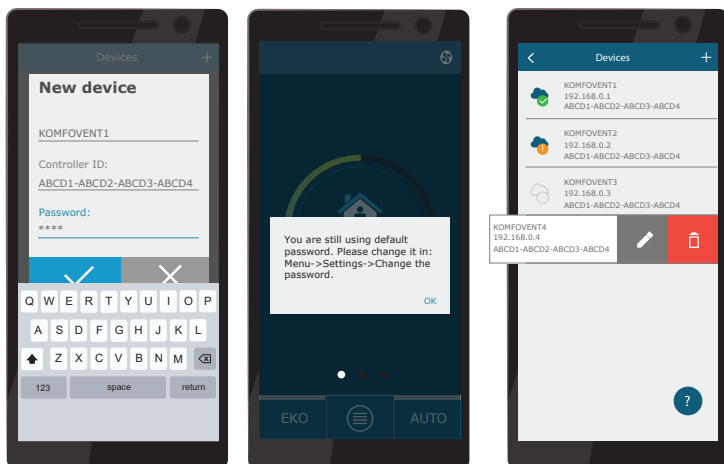 Devices +
New device
KOMFOVENT1
Controller ID:
ABCD1-ABCD2-ABCD3-ABCD4
Password:
****
Q W E R T Y U I O P
A S D F G H J K L
Z X C V B N M
123 space return
You are still using default
password. Please change it in:
Menu->Settings->Change the
password.
OK
EKO AUTO
Devices +
KOMFOVENT1
192.168.0.1
ABCD1-ABCD2-ABCD3-ABCD4
KOMFOVENT2
192.168.0.2
ABCD1-ABCD2-ABCD3-ABCD4
KOMFOVENT3
192.168.0.3
ABCD1-ABCD2-ABCD3-ABCD4
KOMFOVENT4
192.168.0.4
ABCD1-ABCD2-ABCD3-ABCD4
?